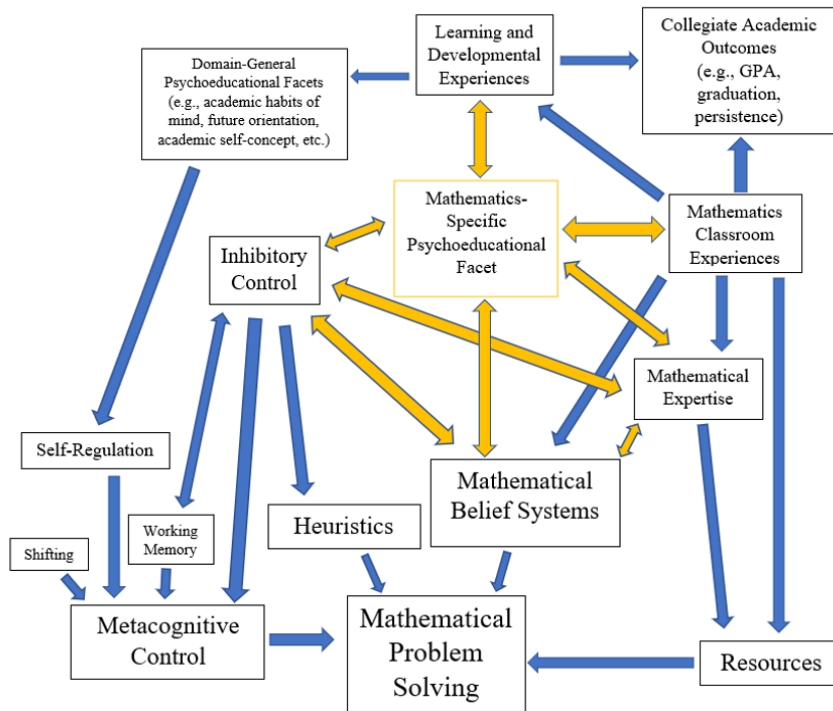 Learning and
Developmental
Experiences
Collegiate Academic
Outcomes
(e.g., GPA,
graduation,
persistence)
Domain-General
Psychoeducational Facets
(e.g., academic habits of
mind, future orientation,
academic self-concept, etc.)
Mathematics-
Specific
Psychoeducational
Facet
Mathematics
Classroom
Experiences
Inhibitory
Control
Mathematical
Expertise
Self-Regulation
Mathematical
Belief Systems
Heuristics
Working
Memory
Shifting
Metacognitive
Control
Mathematical
Problem
Solving
Resources